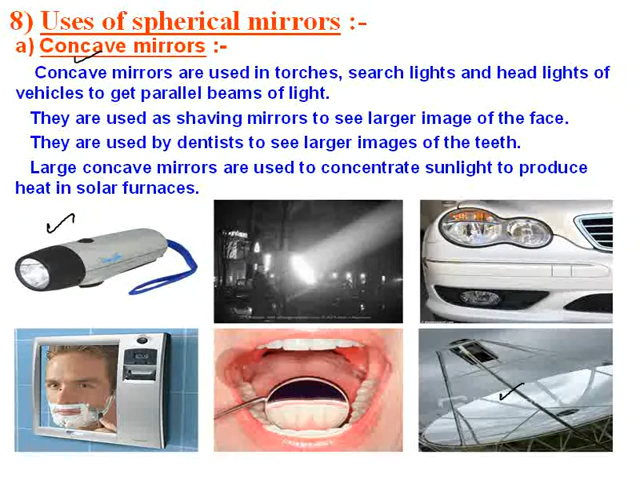 8) Uses of spherical mirrors :-
a) Concave mirrors :-
Concave mirrors are used in torches, search lights and head lights of
vehicles to get parallel beams of light.
They are used as shaving mirrors to see larger image of the face.
They are used by dentists to see larger images of the teeth.
Large concave mirrors are used to concentrate sunlight to produce
heat in solar furnaces.